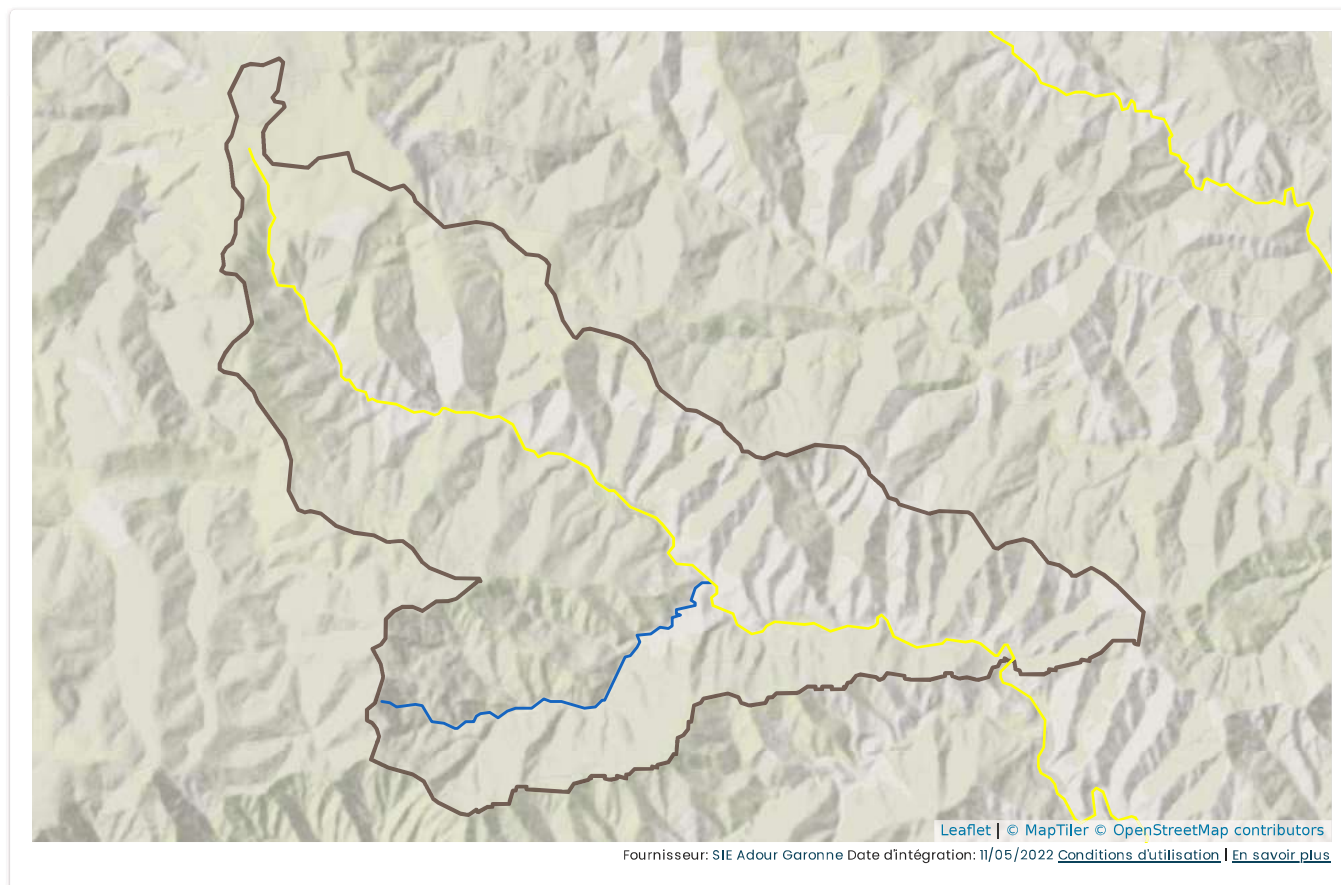 Leaflet | © MapTiler © OpenStreetMap contributors
Fournisseur: SIE Adour Garonne Date d'intégration: 11/05/2022 Conditions d'utilisation | En savoir plus